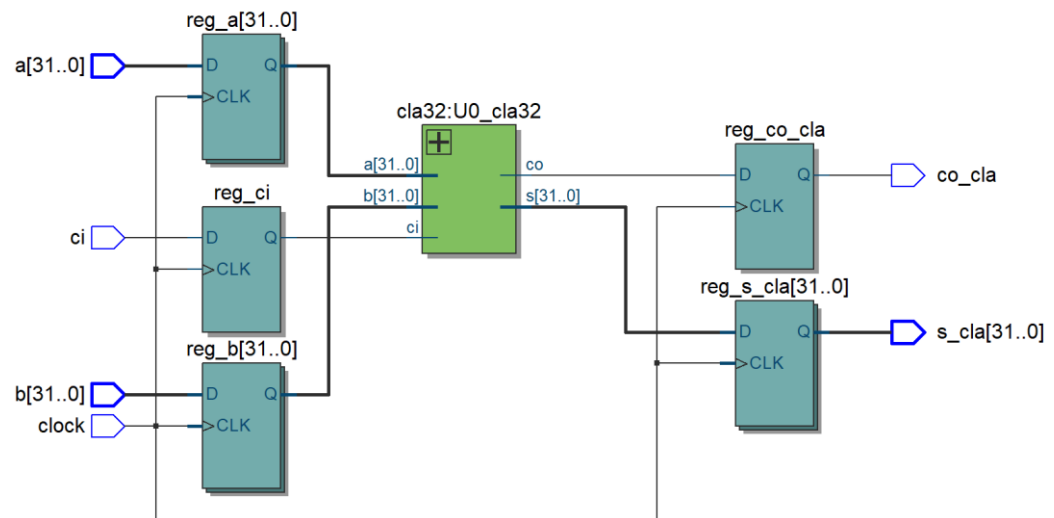 reg_a[31..0]
a[31..0]
D
Q
CLK
cla32:U0_cla32
a[31..0]
co
b[31..0]
s[31..0]
ci
reg_co_cla
D
Q
CLK
co_cla
reg_ci
ci
D
Q
CLK
reg_s_cla[31..0]
D
Q
CLK
s_cla[31..0]
reg_b[31..0]
b[31..0]
D
Q
clock
CLK